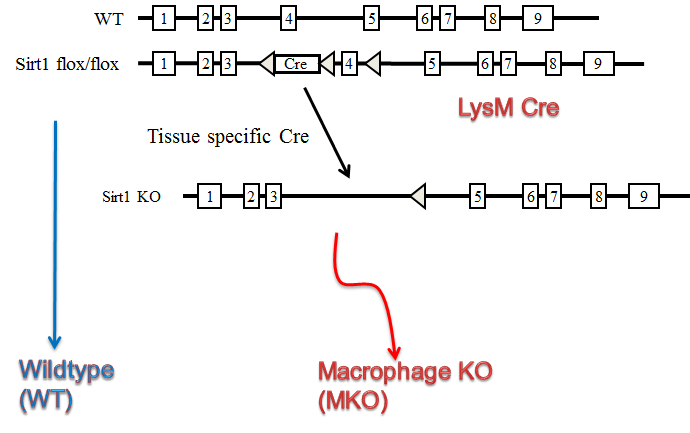 WT 1 2 3 4 5 6 7 8 9
Sirt1 flox/flox 1 2 3 Cre 4 5 6 7 8 9
LysM Cre
Tissue specific Cre
Sirt1 KO 1 2 3 5 6 7 8 9
Wildtype
(WT)
Macrophage KO
(MKO)